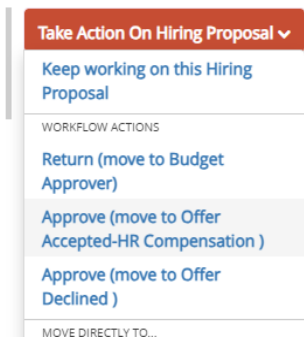 Take Action On Hiring Proposal
Keep working on this Hiring
Proposal
WORKFLOW ACTIONS
Return (move to Budget
Approver)
Approve (move to Offer
Accepted-HR Compensation )
Approve (move to Offer
Declined )
MOVE DIRECTLY TO...